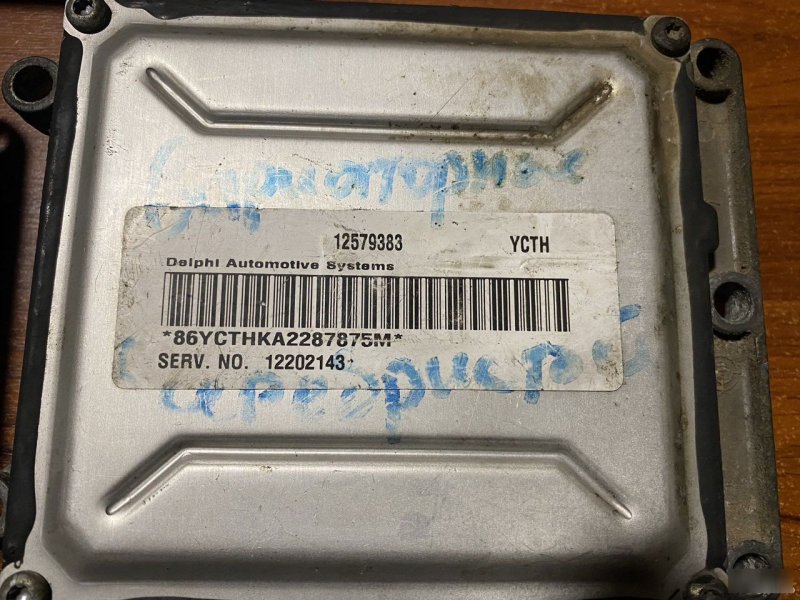 12579383 YCTH
Delphi Automotive Systems
*86YCTHKA2287875M*
SERV. NO. 12202143